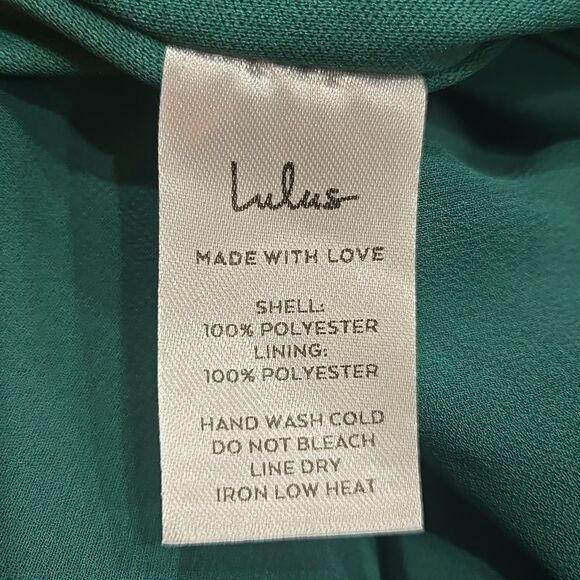 Lulus
MADE WITH LOVE
SHELL:
100% POLYESTER
LINING:
100% POLYESTER
HAND WASH COLD
DO NOT BLEACH
LINE DRY
IRON LOW HEAT